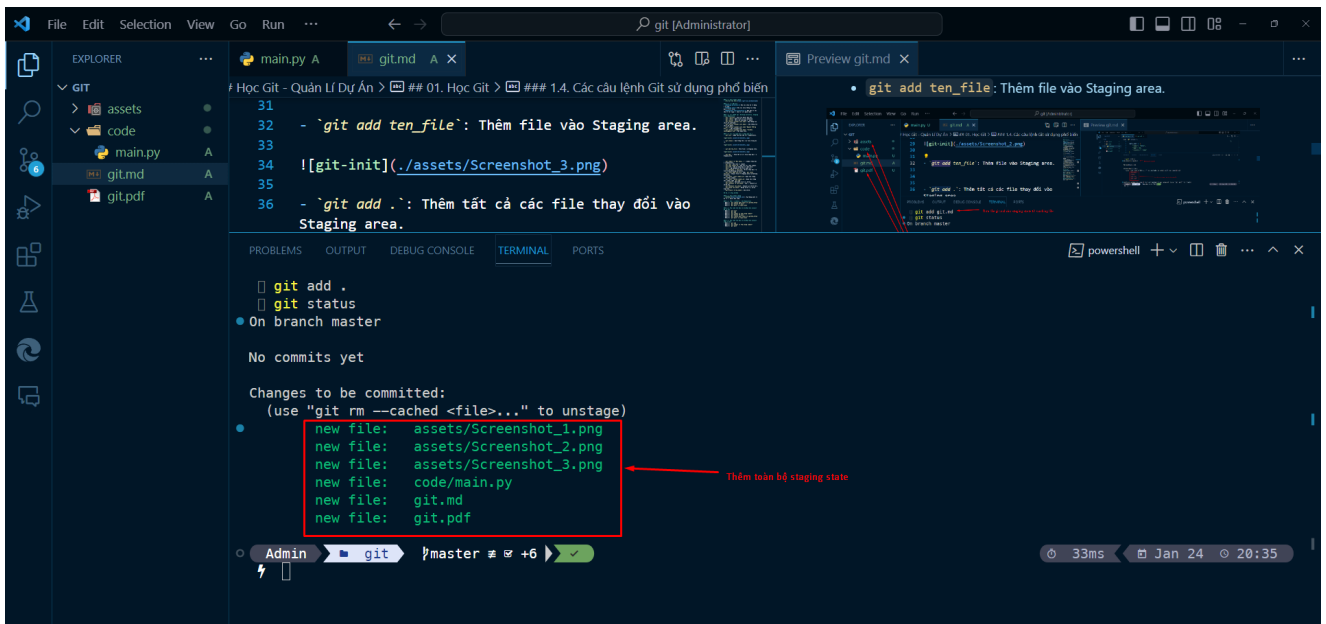 File Edit Selection View Go Run ··· ← → git [Administrator]
EXPLORER ···
GIT
assets
code
main.py A
git.md A
git.pdf A
6
main.py A
git.md A
Preview git.md
# Học Git - Quản Lí Dự Án > ## 01. Học Git > ### 1.4. Các câu lệnh Git sử dụng phổ biến
31
32 - `git add ten_file`: Thêm file vào Staging area.
33
34 ![git-init](./assets/Screenshot_3.png)
35
36 - `git add .`: Thêm tất cả các file thay đổi vào
Staging area.
• git add ten_file: Thêm file vào Staging area.
PROBLEMS OUTPUT DEBUG CONSOLE TERMINAL PORTS
powershell
git add .
git status
On branch master
No commits yet
Changes to be committed:
(use "git rm --cached <file>..." to unstage)
new file: assets/Screenshot_1.png
new file: assets/Screenshot_2.png
new file: assets/Screenshot_3.png
new file: code/main.py
new file: git.md
new file: git.pdf
Thêm toàn bộ staging state
Admin git master ≢ +6 ✓
33ms Jan 24 20:35